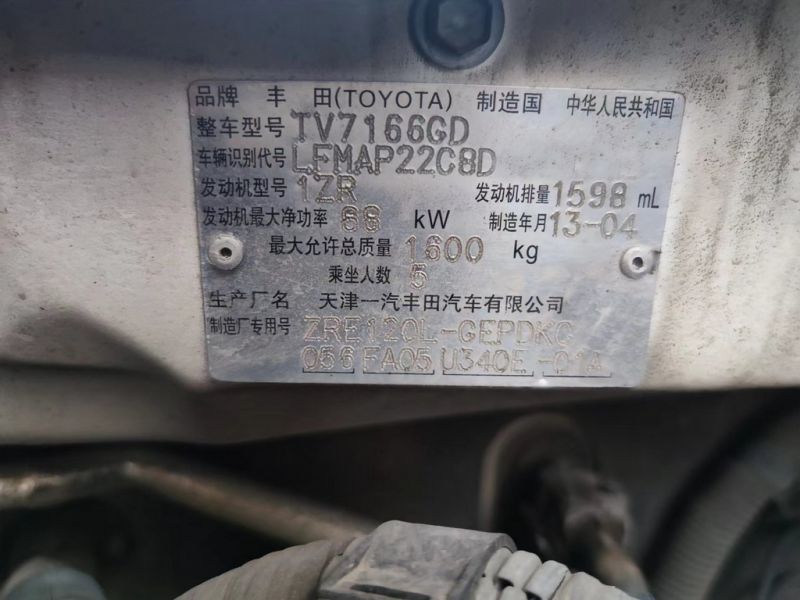 品牌 丰田(TOYOTA) 制造国 中华人民共和国
整车型号 TV7166GD
车辆识别代号 LFMAP22C8D
发动机型号 1ZR 发动机排量 1598 mL
发动机最大净功率 88 kW 制造年月 13-04
最大允许总质量 1600 kg
乘坐人数 5
生产厂名 天津一汽丰田汽车有限公司
制造厂专用号 ZRE120L-GEPDKC
056 FA05 U340E -01A